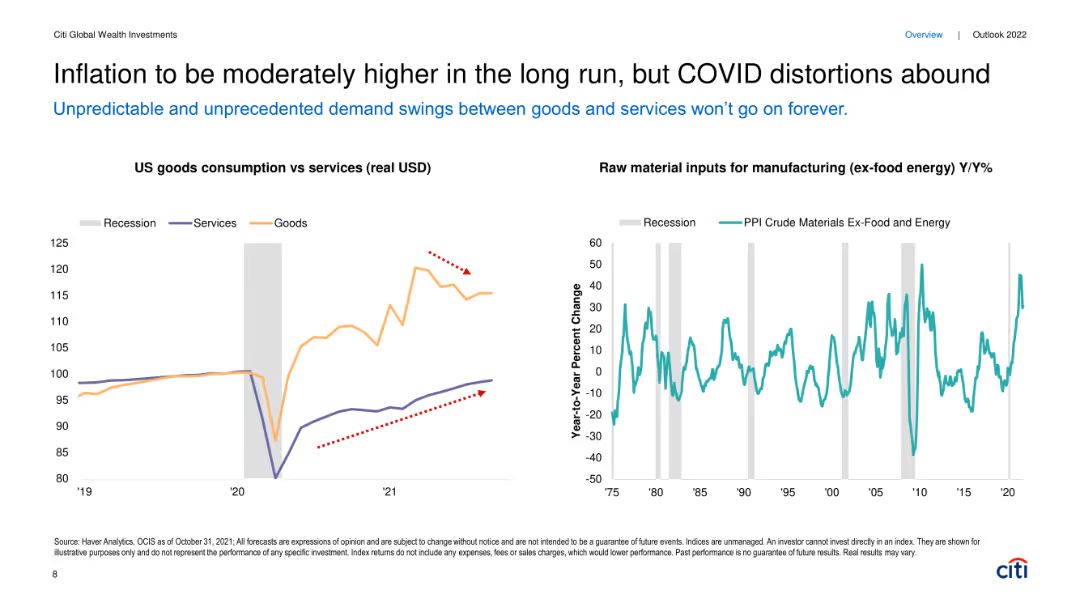 Citi Global Wealth Investments
Overview | Outlook 2022
Inflation to be moderately higher in the long run, but COVID distortions abound
Unpredictable and unprecedented demand swings between goods and services won't go on forever.
US goods consumption vs services (real USD)
Recession Services Goods
125
120
115
110
105
100
95
90
85
80
'19 '20 '21
Raw material inputs for manufacturing (ex-food energy) Y/Y%
Recession PPI Crude Materials Ex-Food and Energy
Year-to-Year Percent Change
60
50
40
30
20
10
0
-10
-20
-30
-40
-50
'75 '80 '85 '90 '95 '00 '05 '10 '15 '20
Source: Haver Analytics, OCIS as of October 31, 2021; All forecasts are expressions of opinion and are subject to change without notice and are not intended to be a guarantee of future events. Indices are unmanaged. An investor cannot invest directly in an index. They are shown for
illustrative purposes only and do not represent the performance of any specific investment. Index returns do not include any expenses, fees or sales charges, which would lower performance. Past performance is no guarantee of future results. Real results may vary.
8
citi